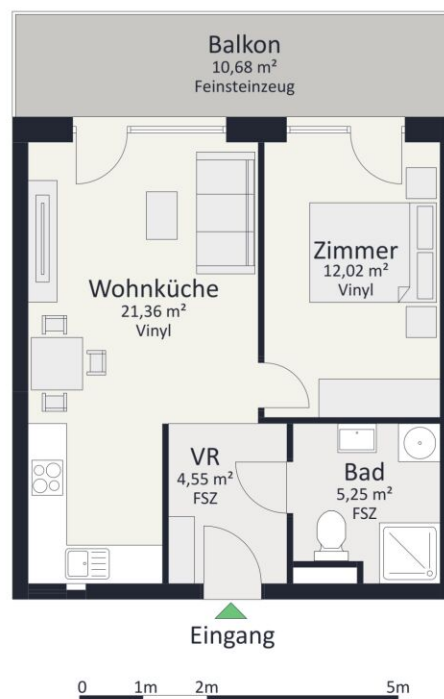 Balkon
10,68 m²
Feinsteinzeug
Zimmer
12,02 m²
Vinyl
Wohnküche
21,36 m²
Vinyl
VR
4,55 m²
FSZ
Bad
5,25 m²
FSZ
Eingang
0 1m 2m 5m